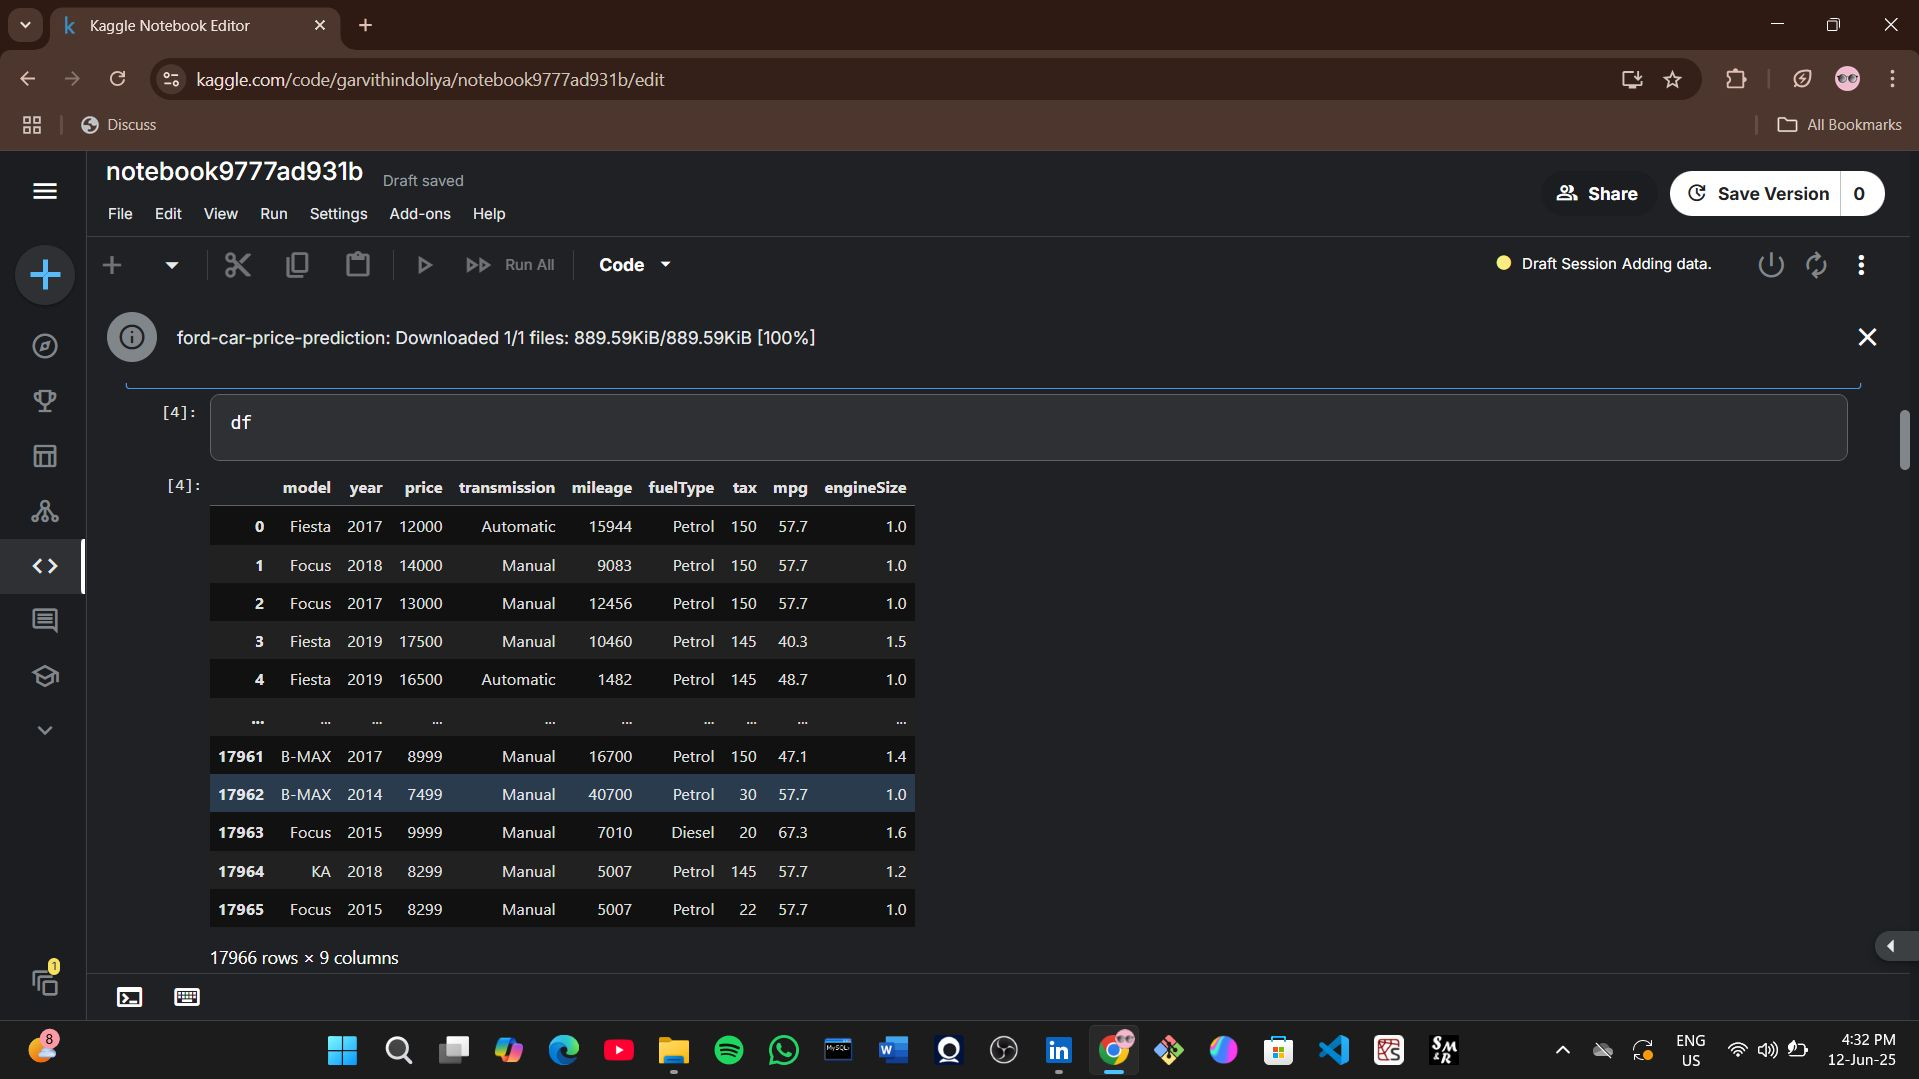 Kaggle Notebook Editor
kaggle.com/code/garvithindoliya/notebook9777ad931b/edit
Discuss
All Bookmarks
notebook9777ad931b Draft saved
File Edit View Run Settings Add-ons Help
Share
Save Version 0
Run All Code
Draft Session Adding data.
ford-car-price-prediction: Downloaded 1/1 files: 889.59KiB/889.59KiB [100%]
[4]: df
[4]: model year price transmission mileage fuelType tax mpg engineSize
0 Fiesta 2017 12000 Automatic 15944 Petrol 150 57.7 1.0
1 Focus 2018 14000 Manual 9083 Petrol 150 57.7 1.0
2 Focus 2017 13000 Manual 12456 Petrol 150 57.7 1.0
3 Fiesta 2019 17500 Manual 10460 Petrol 145 40.3 1.5
4 Fiesta 2019 16500 Automatic 1482 Petrol 145 48.7 1.0
... ... ... ... ... ... ... ... ... ...
17961 B-MAX 2017 8999 Manual 16700 Petrol 150 47.1 1.4
17962 B-MAX 2014 7499 Manual 40700 Petrol 30 57.7 1.0
17963 Focus 2015 9999 Manual 7010 Diesel 20 67.3 1.6
17964 KA 2018 8299 Manual 5007 Petrol 145 57.7 1.2
17965 Focus 2015 8299 Manual 5007 Petrol 22 57.7 1.0
17966 rows × 9 columns
1
8
MySQL
ENG
US
4:32 PM
12-Jun-25